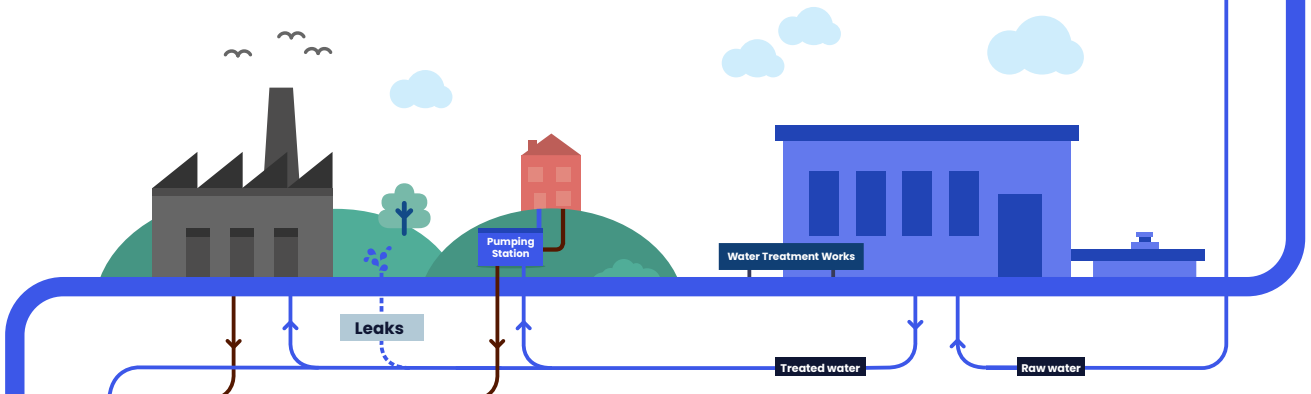 Pumping
Station
Water Treatment Works
Leaks
Treated water
Raw water